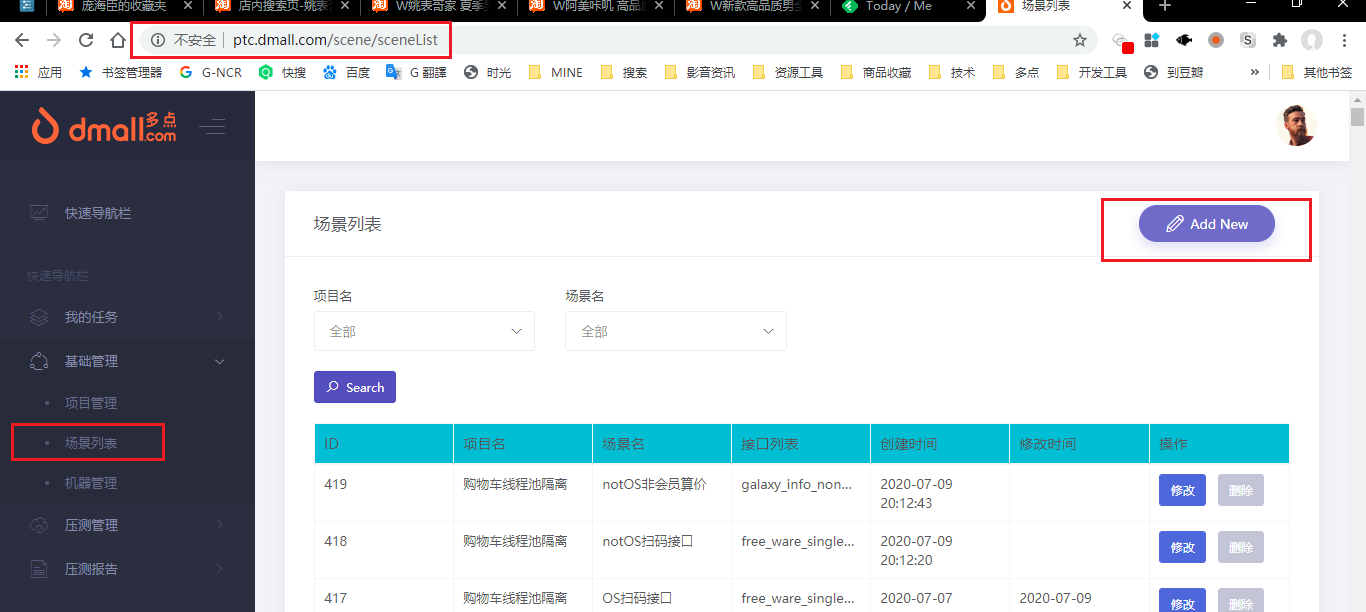 庞海臣的收藏夹
店内搜索页-姚表哥
W姚表哥家 夏季
W阿美咔叽 高品质
W新款高品质男全
Today / Me
场景列表
不安全 ptc.dmall.com/scene/sceneList
应用 书签管理器 G-NCR 快搜 百度 G 翻譯 时光 MINE 搜索 影音资讯 资源工具 商品收藏 技术 多点 开发工具 到豆瓣 » 其他书签
dmall多点.com
快速导航栏
快速导航栏
我的任务
基础管理
项目管理
场景列表
机器管理
压测管理
压测报告
场景列表
Add New
项目名 场景名
全部 全部
Search
ID 项目名 场景名 接口列表 创建时间 修改时间 操作
419 购物车线程池隔离 notOS非会员算价 galaxy_info_non... 2020-07-09 修改 删除
20:12:43
418 购物车线程池隔离 notOS扫码接口 free_ware_single... 2020-07-09 修改 删除
20:12:20
417 购物车线程池隔离 OS扫码接口 free_ware_single... 2020-07-07 2020-07-09 修改 删除